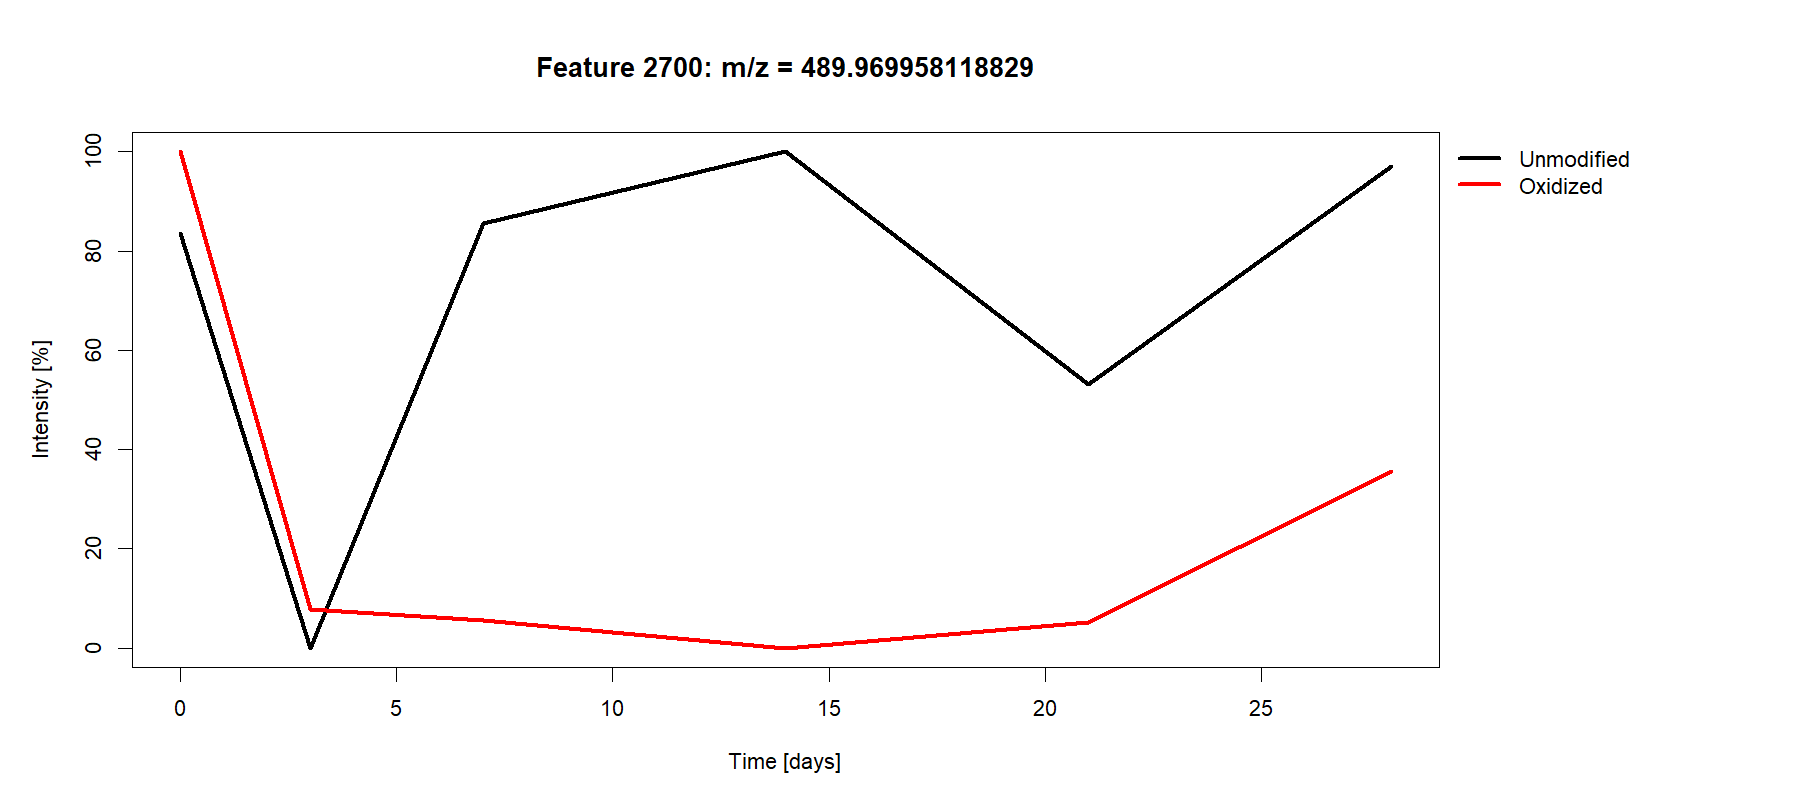 Feature 2700: m/z = 489.969958118829
Unmodified
Oxidized
Intensity [%]
100
80
60
40
20
0
0 5 10 15 20 25
Time [days]